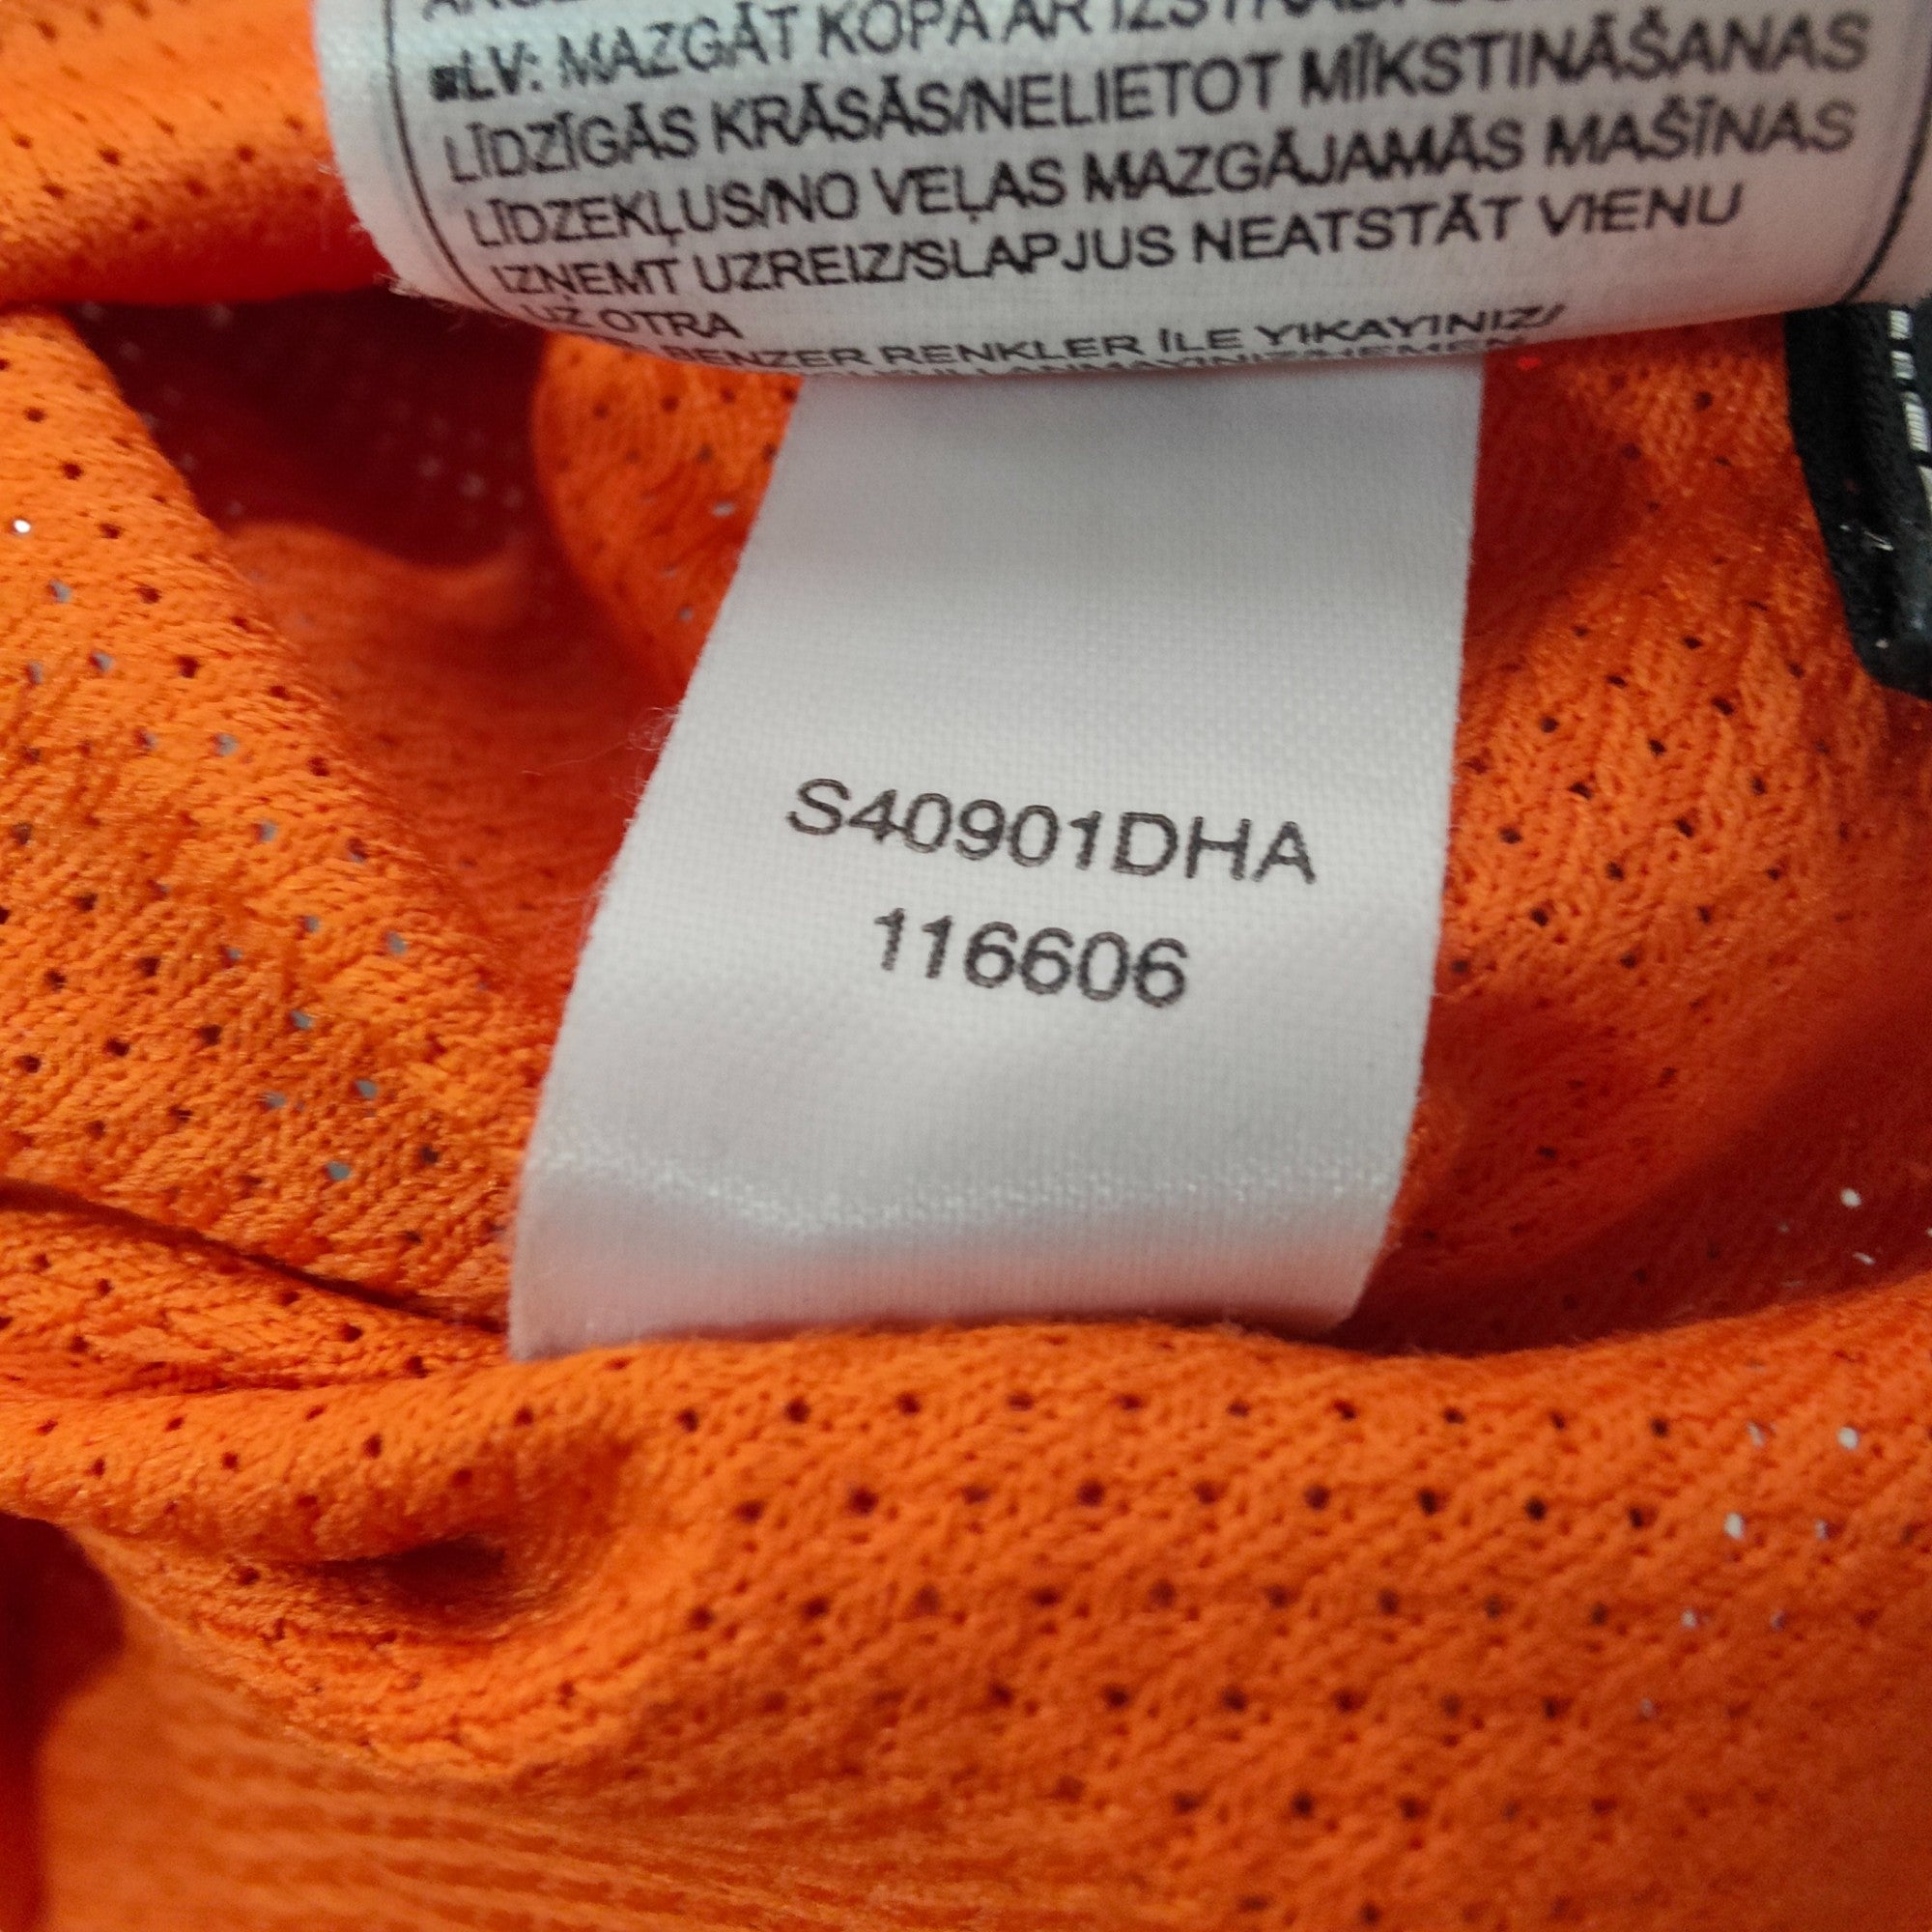 LV: MAZGĀT KOPĀ AR
LĪDZĪGĀS KRĀSĀS/NELIETOT MĪKSTINĀŠANAS
LĪDZEKĻUS/NO VEĻAS MAZGĀJAMĀS MAŠĪNAS
IZŅEMT UZREIZ/SLAPJUS NEATSTĀT VIENU
UZ OTRA
BENZER RENKLER İLE YIKAYINIZ/
S40901DHA
116606